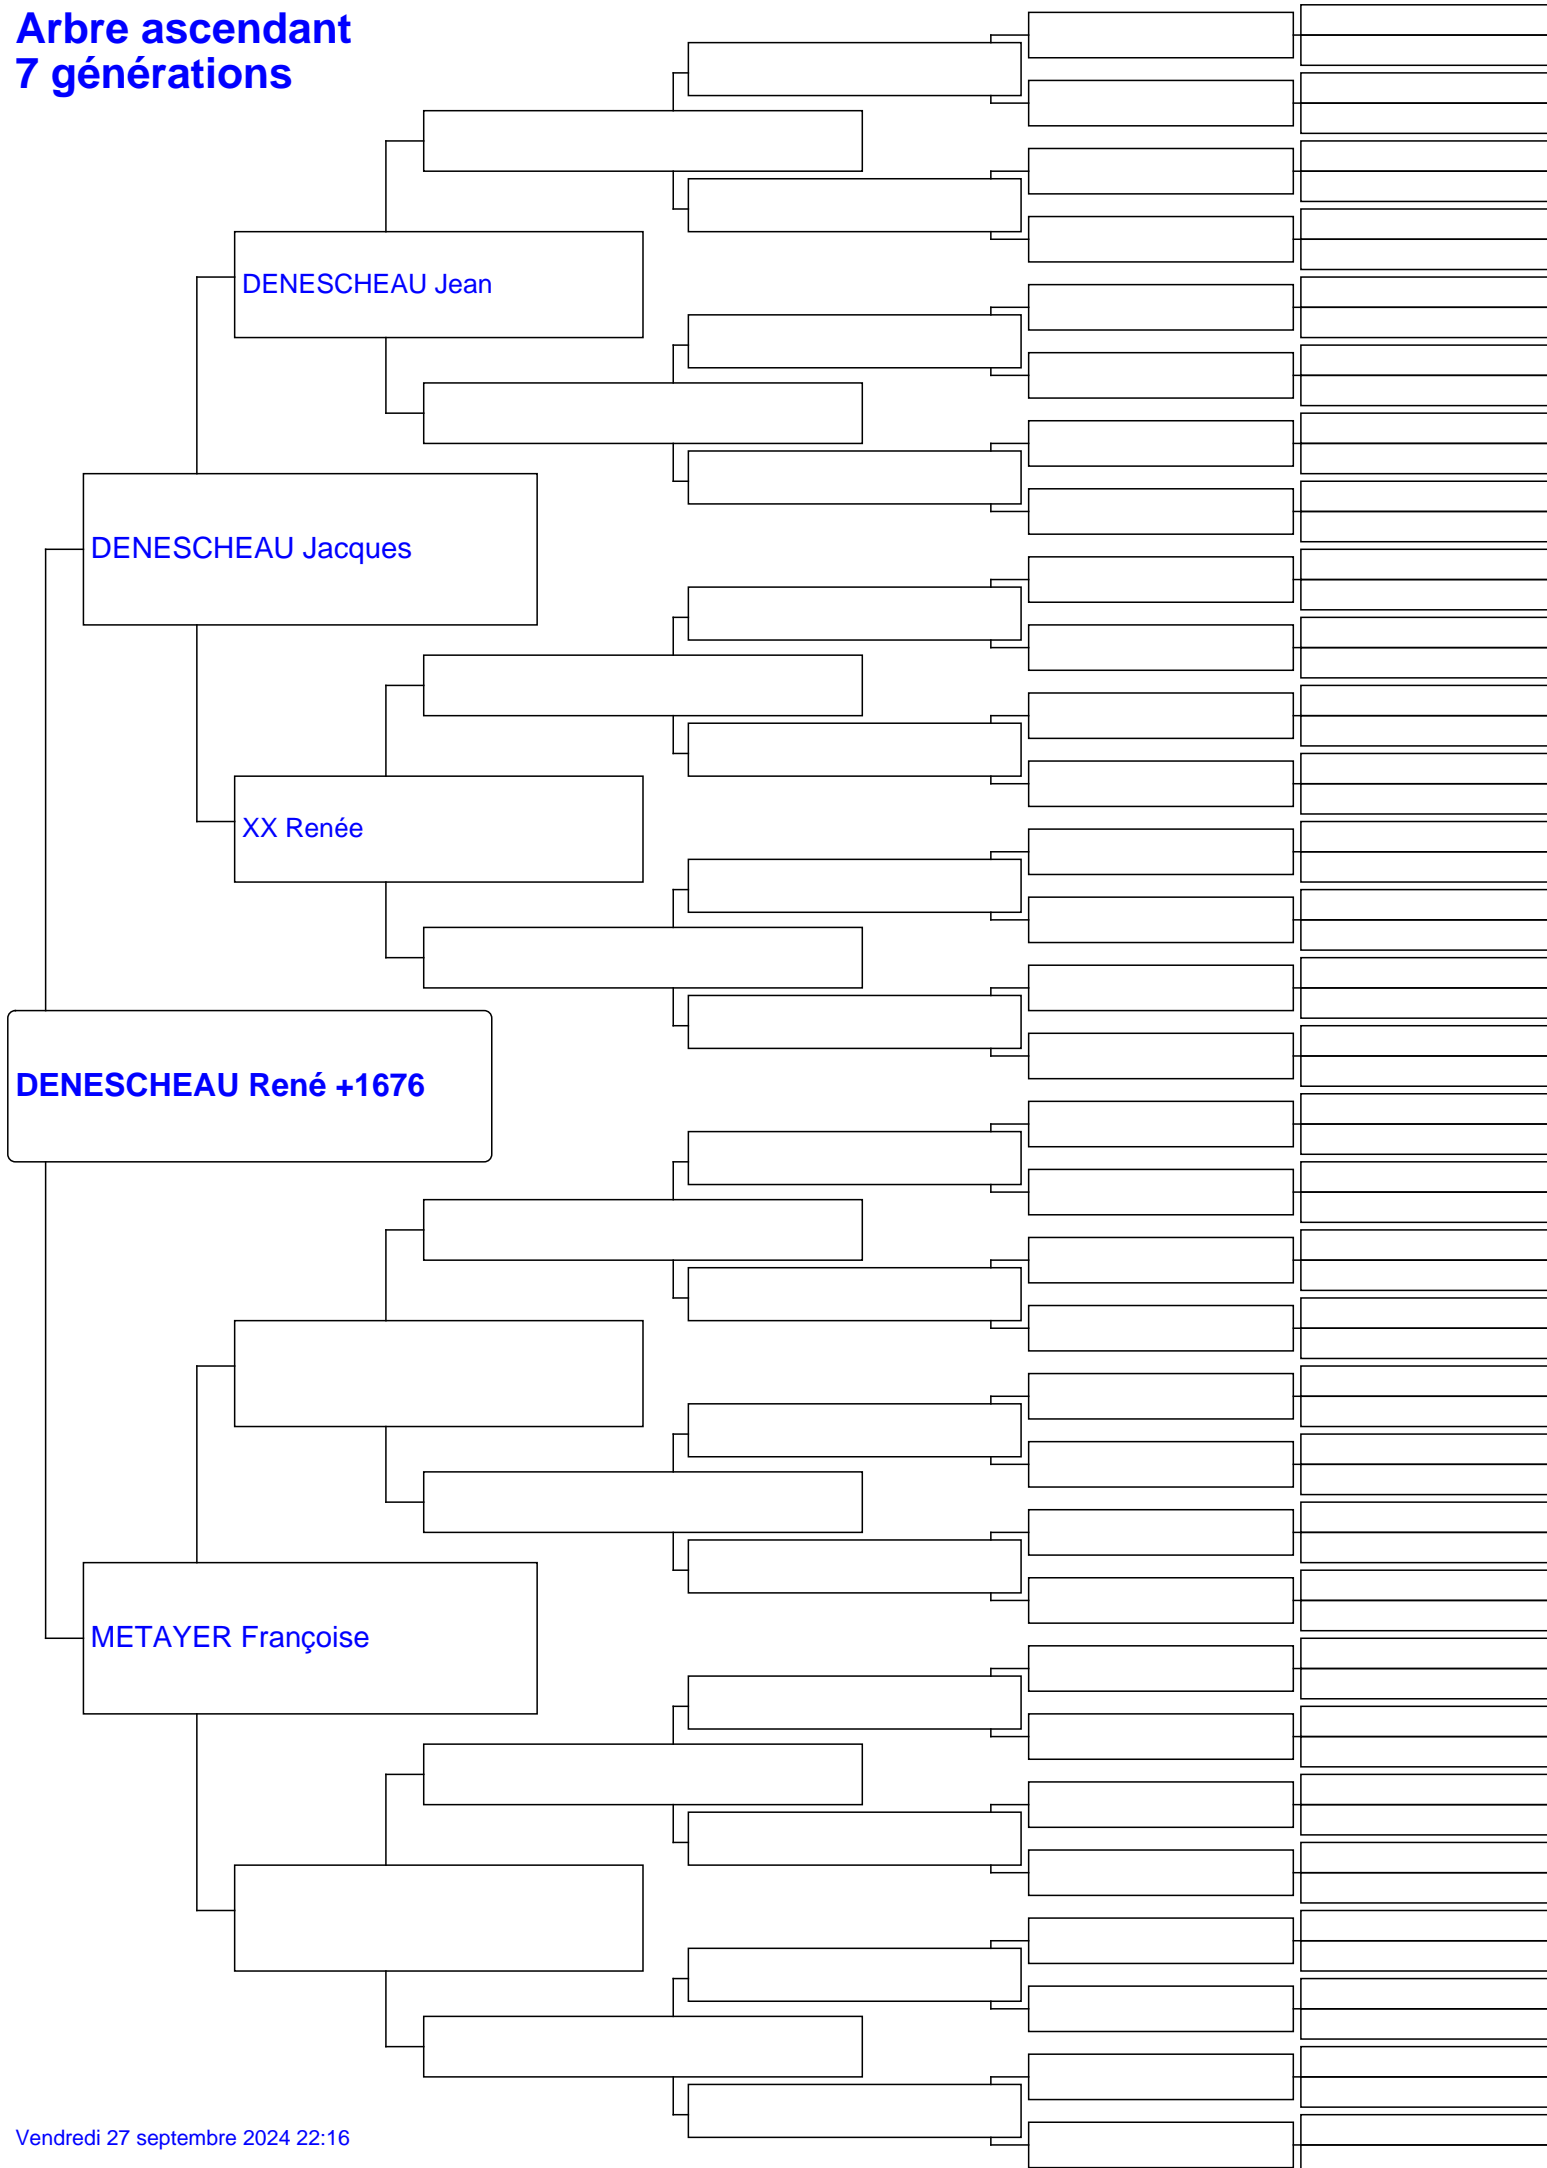 Arbre ascendant
7 générations
DENESCHEAU Jean
DENESCHEAU Jacques
XX Renée
DENESCHEAU René +1676
METAYER Françoise
Vendredi 27 septembre 2024 22:16